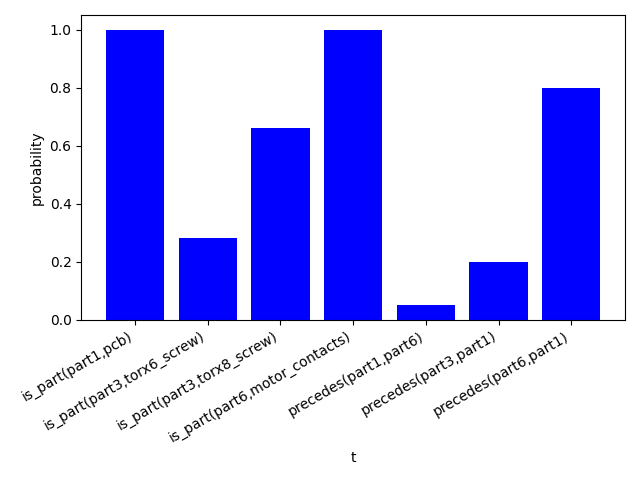 1.0
0.8
0.6
0.4
0.2
0.0
probability
is_part(part1,pcb)
is_part(part3,torx6_screw)
is_part(part3,torx8_screw)
is_part(part6,motor_contacts)
precedes(part1,part6)
precedes(part3,part1)
precedes(part6,part1)
t